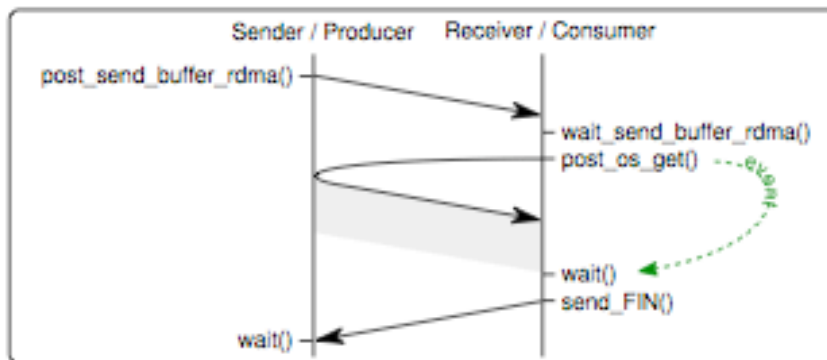 Sender / Producer Receiver / Consumer
post_send_buffer_rdma()
wait_send_buffer_rdma()
post_os_get()
event
wait()
send_FIN()
wait()